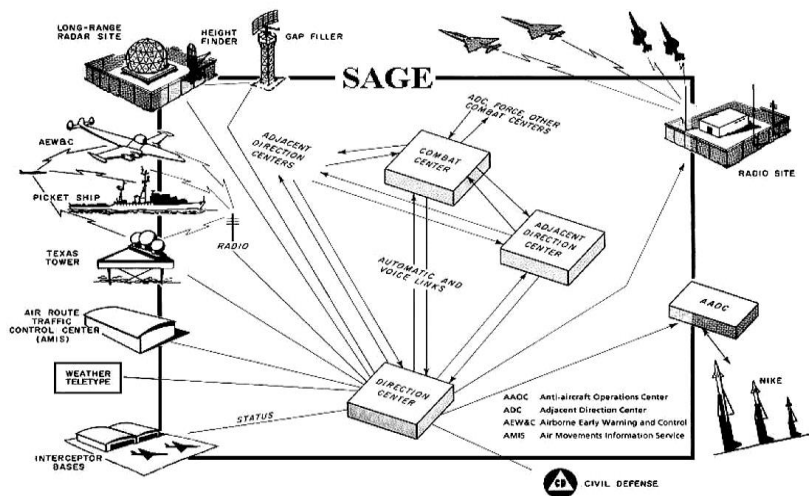 LONG-RANGE
RADAR SITE
HEIGHT
FINDER
GAP FILLER
SAGE
ADC, FORCE, OTHER
COMBAT CENTERS
ADJACENT
DIRECTION
CENTERS
COMBAT
CENTER
RADIO SITE
AEW&C
PICKET SHIP
RADIO
TEXAS
TOWER
ADJACENT
DIRECTION
CENTER
AUTOMATIC AND
VOICE LINKS
AIR ROUTE
TRAFFIC
CONTROL CENTER
(AMIS)
AADC
NIKE
WEATHER
TELETYPE
DIRECTION
CENTER
STATUS
INTERCEPTOR
BASES
AAOC Anti-aircraft Operations Center
ADC Adjacent Direction Center
AEW&C Airborne Early Warning and Control
AMIS Air Movements Information Service
CD
CIVIL DEFENSE